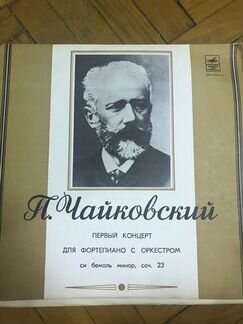 П. Чайковский
ПЕРВЫЙ КОНЦЕРТ
ДЛЯ ФОРТЕПИАНО С ОРКЕСТРОМ
си бемоль минор, соч. 23